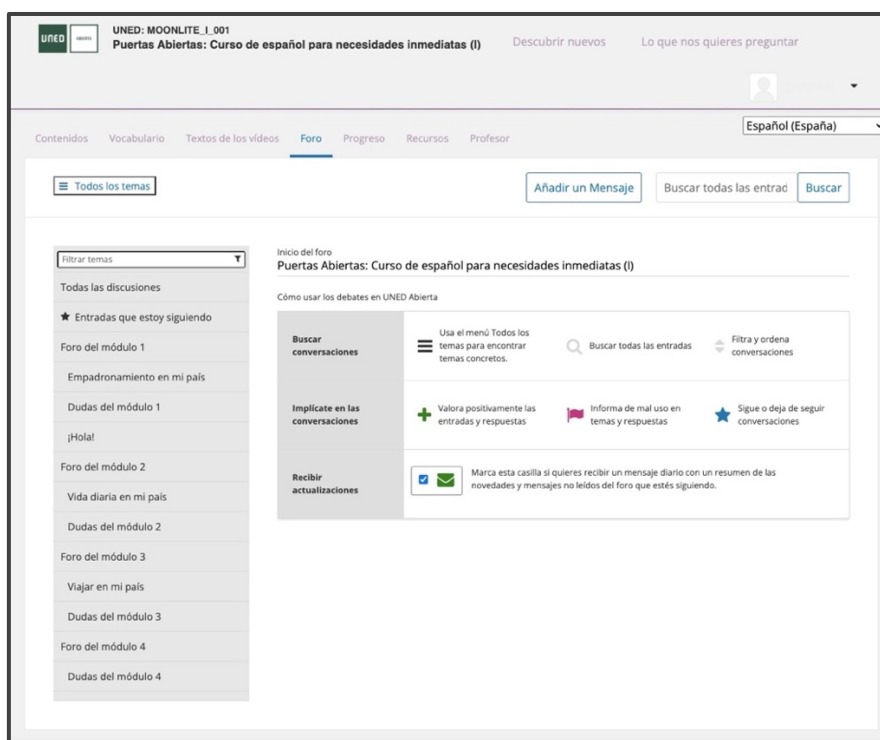 UNED
UNED: MOONLITE_I_001
Puertas Abiertas: Curso de español para necesidades inmediatas (I)
Descubrir nuevos
Lo que nos quieres preguntar
Contenidos
Vocabulario
Textos de los vídeos
Foro
Progreso
Recursos
Profesor
Español (España)
Todos los temas
Añadir un Mensaje
Buscar todas las entrad
Buscar
Filtrar temas
Todas las discusiones
Entradas que estoy siguiendo
Foro del módulo 1
Empadronamiento en mi país
Dudas del módulo 1
¡Hola!
Foro del módulo 2
Vida diaria en mi país
Dudas del módulo 2
Foro del módulo 3
Viajar en mi país
Dudas del módulo 3
Foro del módulo 4
Dudas del módulo 4
Inicio del foro
Puertas Abiertas: Curso de español para necesidades inmediatas (I)
Cómo usar los debates en UNED Abierta
Buscar
conversaciones
Usa el menú Todos los
temas para encontrar
temas concretos.
Buscar todas las entradas
Filtra y ordena
conversaciones
Implícate en las
conversaciones
Valora positivamente las
entradas y respuestas
Informa de mal uso en
temas y respuestas
Sigue o deja de seguir
conversaciones
Recibir
actualizaciones
Marca esta casilla si quieres recibir un mensaje diario con un resumen de las
novedades y mensajes no leídos del foro que estés siguiendo.